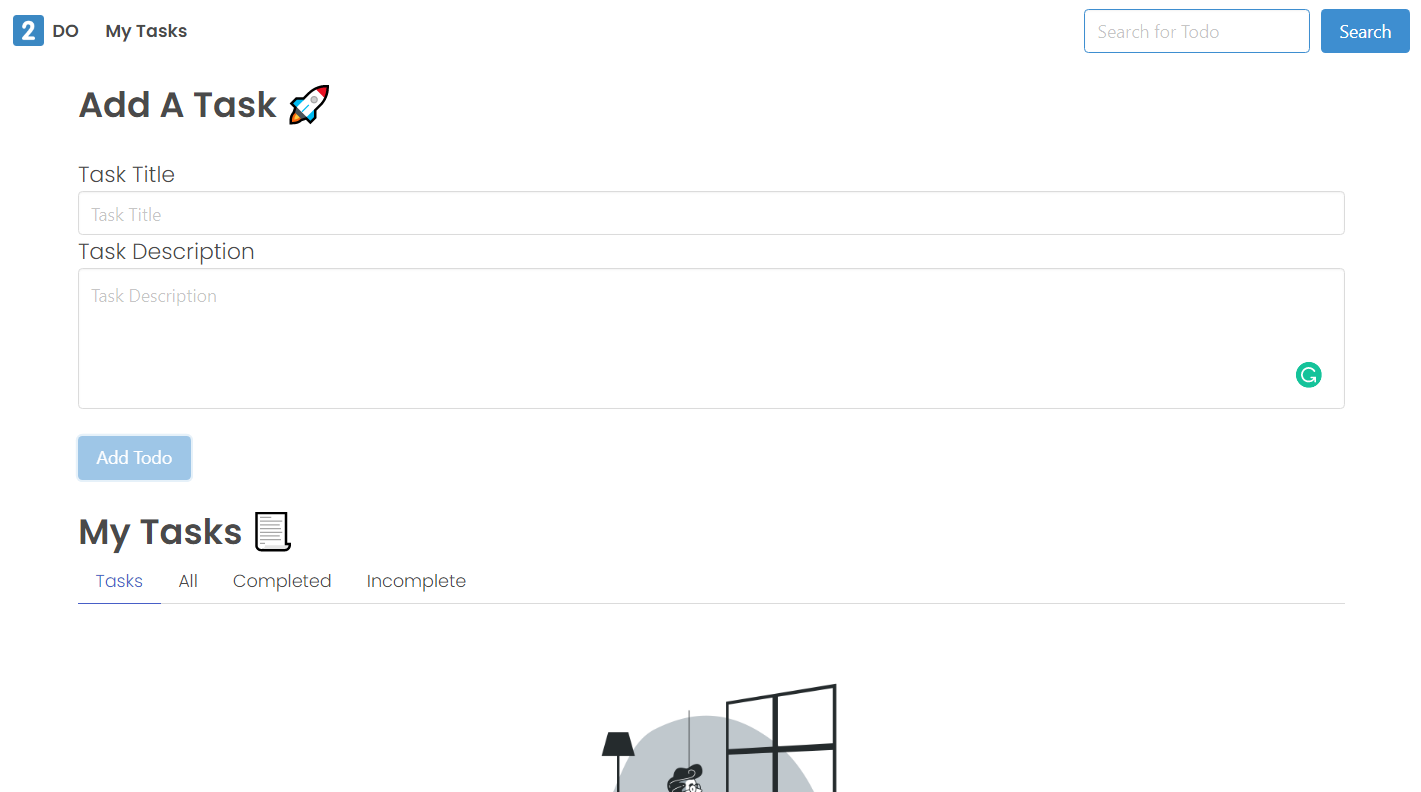 2 DO My Tasks Search for Todo Search
Add A Task 🚀
Task Title
Task Title
Task Description
Task Description
Add Todo
My Tasks 📃
Tasks All Completed Incomplete